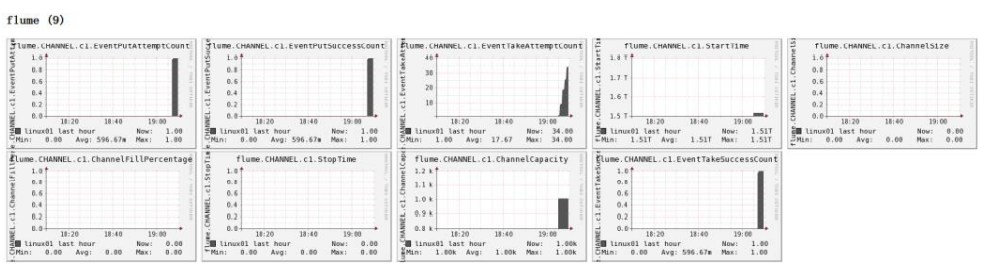 flume (9)
flume.CHANNEL.c1.EventPutAttemptCount
1.0
0.8
0.6
0.4
0.2
0.0
18:20 18:40 19:00
linux01 last hour Now: 1.00
Min: 0.00 Avg: 596.67m Max: 1.00
flume.CHANNEL.c1.EventPutSuccessCount
1.0
0.8
0.6
0.4
0.2
0.0
18:20 18:40 19:00
linux01 last hour Now: 1.00
Min: 0.00 Avg: 596.67m Max: 1.00
flume.CHANNEL.c1.EventTakeAttemptCount
40
30
20
10
18:20 18:40 19:00
linux01 last hour Now: 34.00
Min: 1.00 Avg: 17.67 Max: 34.00
flume.CHANNEL.c1.StartTime
1.8 T
1.6 T
1.5 T
18:20 18:40 19:00
linux01 last hour Now: 1.51T
Min: 1.51T Avg: 1.51T Max: 1.51T
flume.CHANNEL.c1.ChannelSize
1.0
0.8
0.6
0.4
0.2
0.0
18:20 18:40 19:00
linux01 last hour Now: 0.00
Min: 0.00 Avg: 0.00 Max: 0.00
flume.CHANNEL.c1.ChannelFillPercentage
1.0
0.8
0.6
0.4
0.2
0.0
18:20 18:40 19:00
linux01 last hour Now: 0.00
Min: 0.00 Avg: 0.00 Max: 0.00
flume.CHANNEL.c1.StopTime
1.0
0.8
0.6
0.4
0.2
0.0
18:20 18:40 19:00
linux01 last hour Now: 0.00
Min: 0.00 Avg: 0.00 Max: 0.00
flume.CHANNEL.c1.ChannelCapacity
1.2 k
1.1 k
1.0 k
0.9 k
0.8 k
18:20 18:40 19:00
linux01 last hour Now: 1.00k
Min: 1.00k Avg: 1.00k Max: 1.00k
flume.CHANNEL.c1.EventTakeSuccessCount
1.0
0.8
0.6
0.4
0.2
0.0
18:20 18:40 19:00
linux01 last hour Now: 1.00
Min: 0.00 Avg: 596.67m Max: 1.00